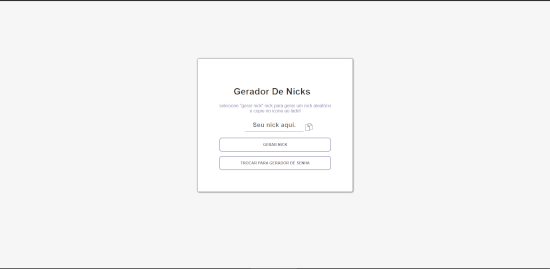 Gerador De Nicks
selecione "gerar nick" nick para gerar um nick aleatório
e copie no ícone ao lado!
Seu nick aqui.
GERAR NICK
TROCAR PARA GERADOR DE SENHA